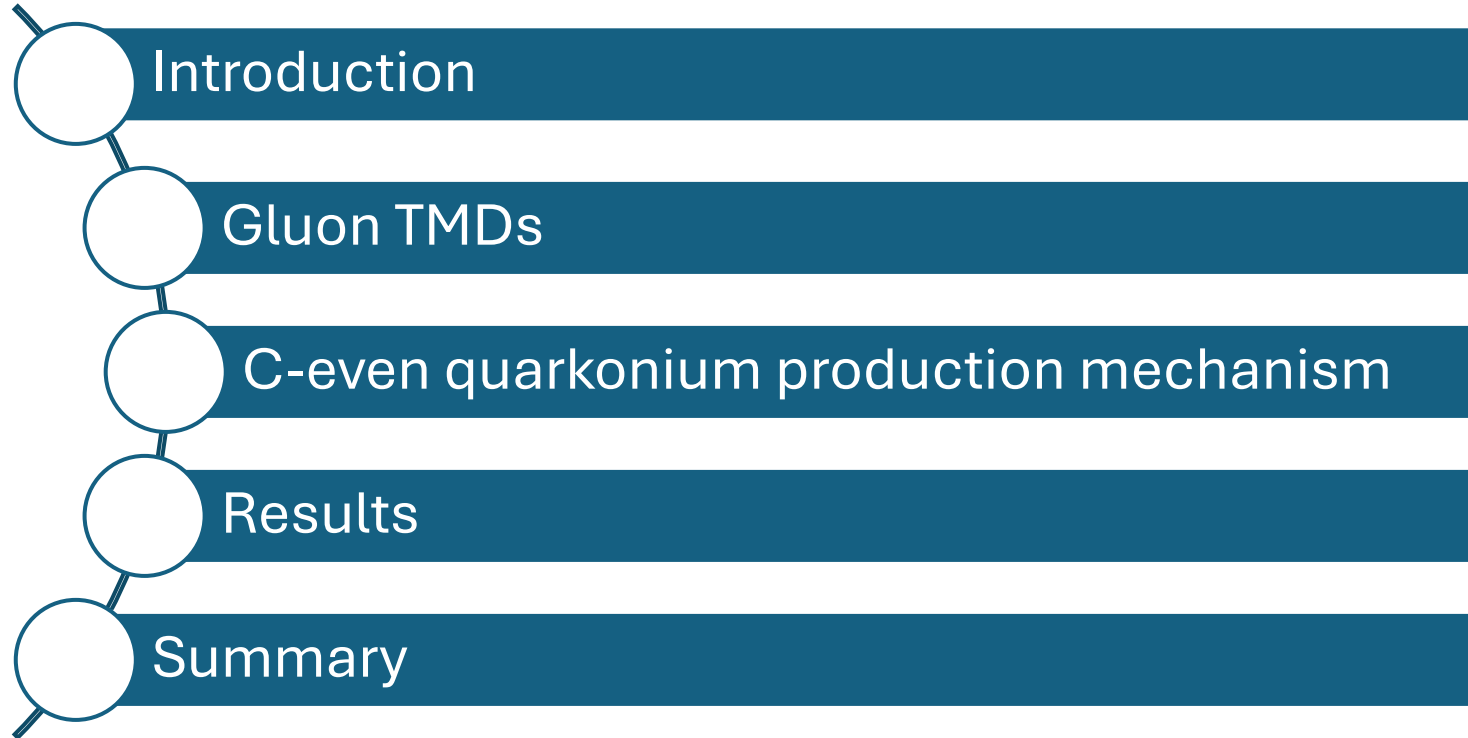 Introduction
Gluon TMDs
C-even quarkonium production mechanism
Results
Summary